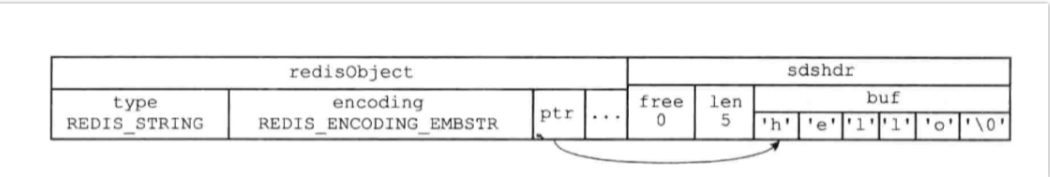 redisObject sdshdr
type encoding ptr ... free len buf
REDIS_STRING REDIS_ENCODING_EMBSTR 0 5 'h' 'e' 'l' 'l' 'o' '\0'